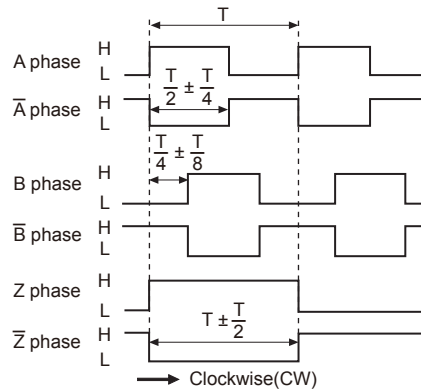 T
A phase H
L
T/2 ± T/4
A̅ phase H
L
T/4 ± T/8
B phase H
L
B̅ phase H
L
Z phase H
L
T ± T/2
Z̅ phase H
L
Clockwise(CW)